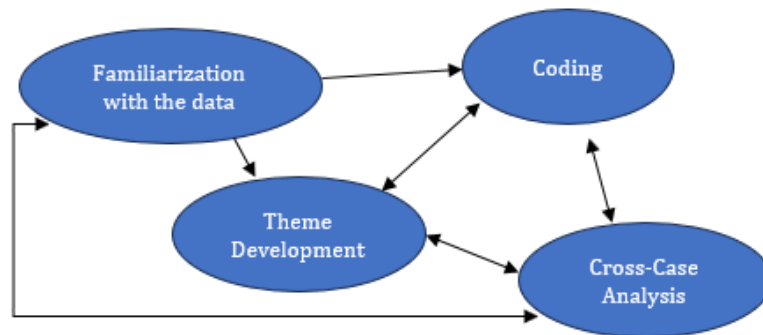 Familiarization
with the data
Coding
Theme
Development
Cross-Case
Analysis